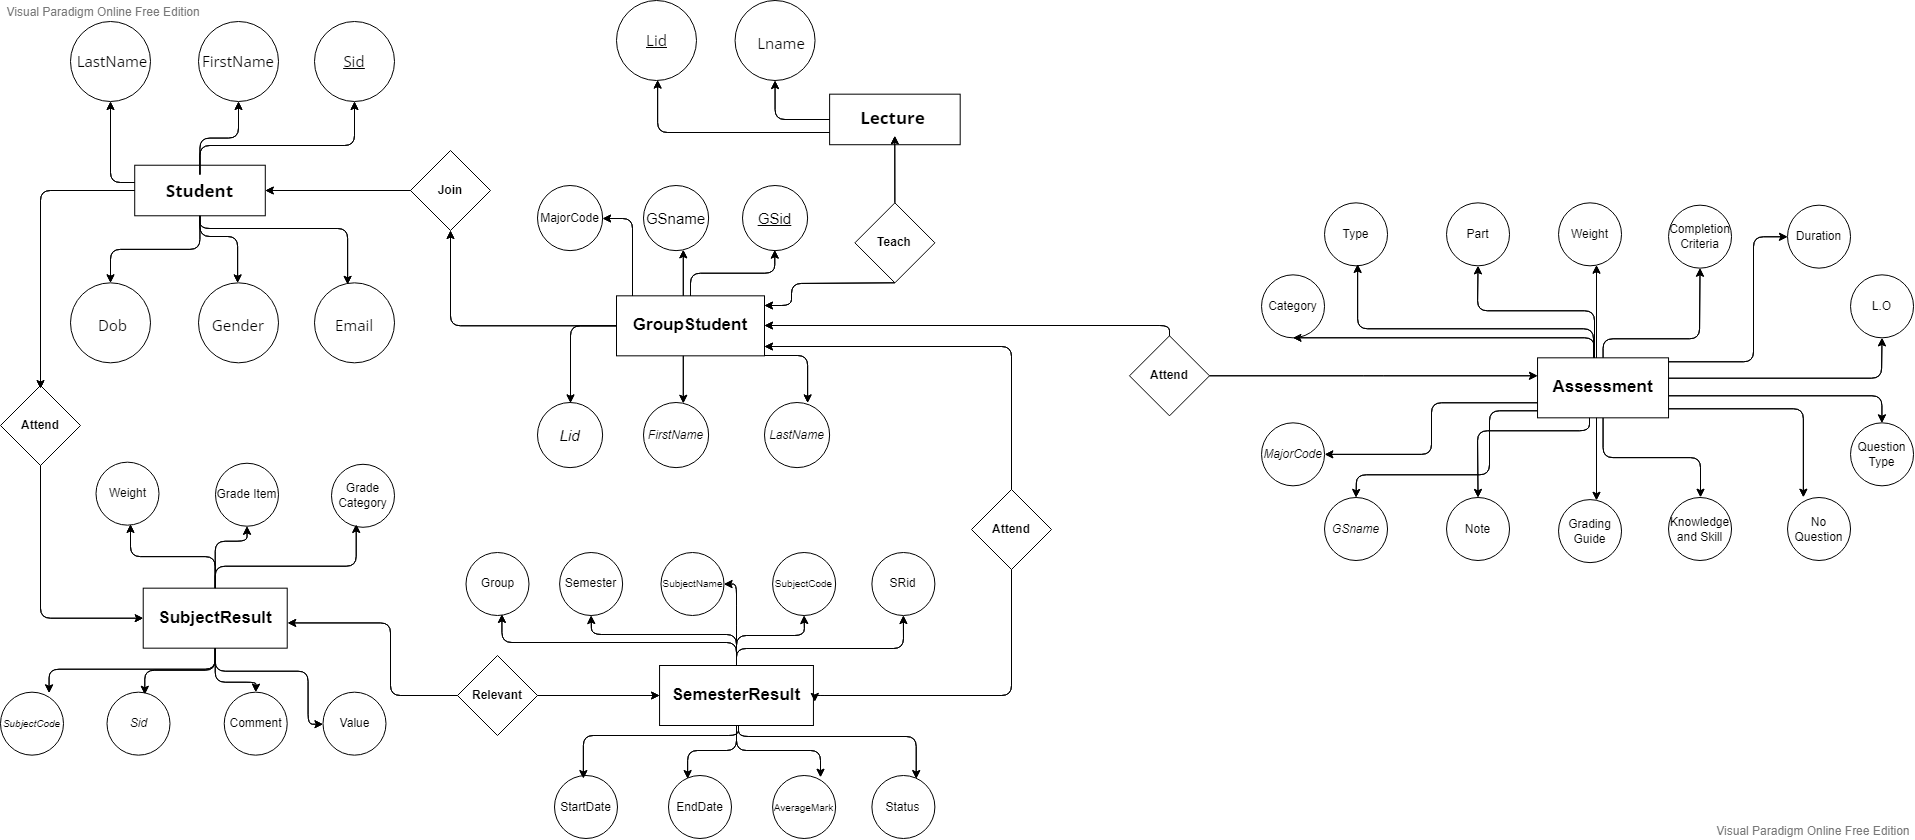 Visual Paradigm Online Free Edition
LastName
FirstName
Sid
Lid
Lname
Lecture
Student
Join
MajorCode
GSname
GSid
Teach
Dob
Gender
Email
GroupStudent
Type
Part
Weight
Completion
Criteria
Duration
Category
L.O
Attend
Assessment
Attend
Lid
FirstName
LastName
MajorCode
Question
Type
GSname
Note
Grading
Guide
Knowledge
and Skill
No
Question
Weight
Grade Item
Grade
Category
Attend
Group
Semester
SubjectName
SubjectCode
SRid
SubjectResult
Relevant
SemesterResult
SubjectCode
Sid
Comment
Value
StartDate
EndDate
AverageMark
Status
Visual Paradigm Online Free Edition